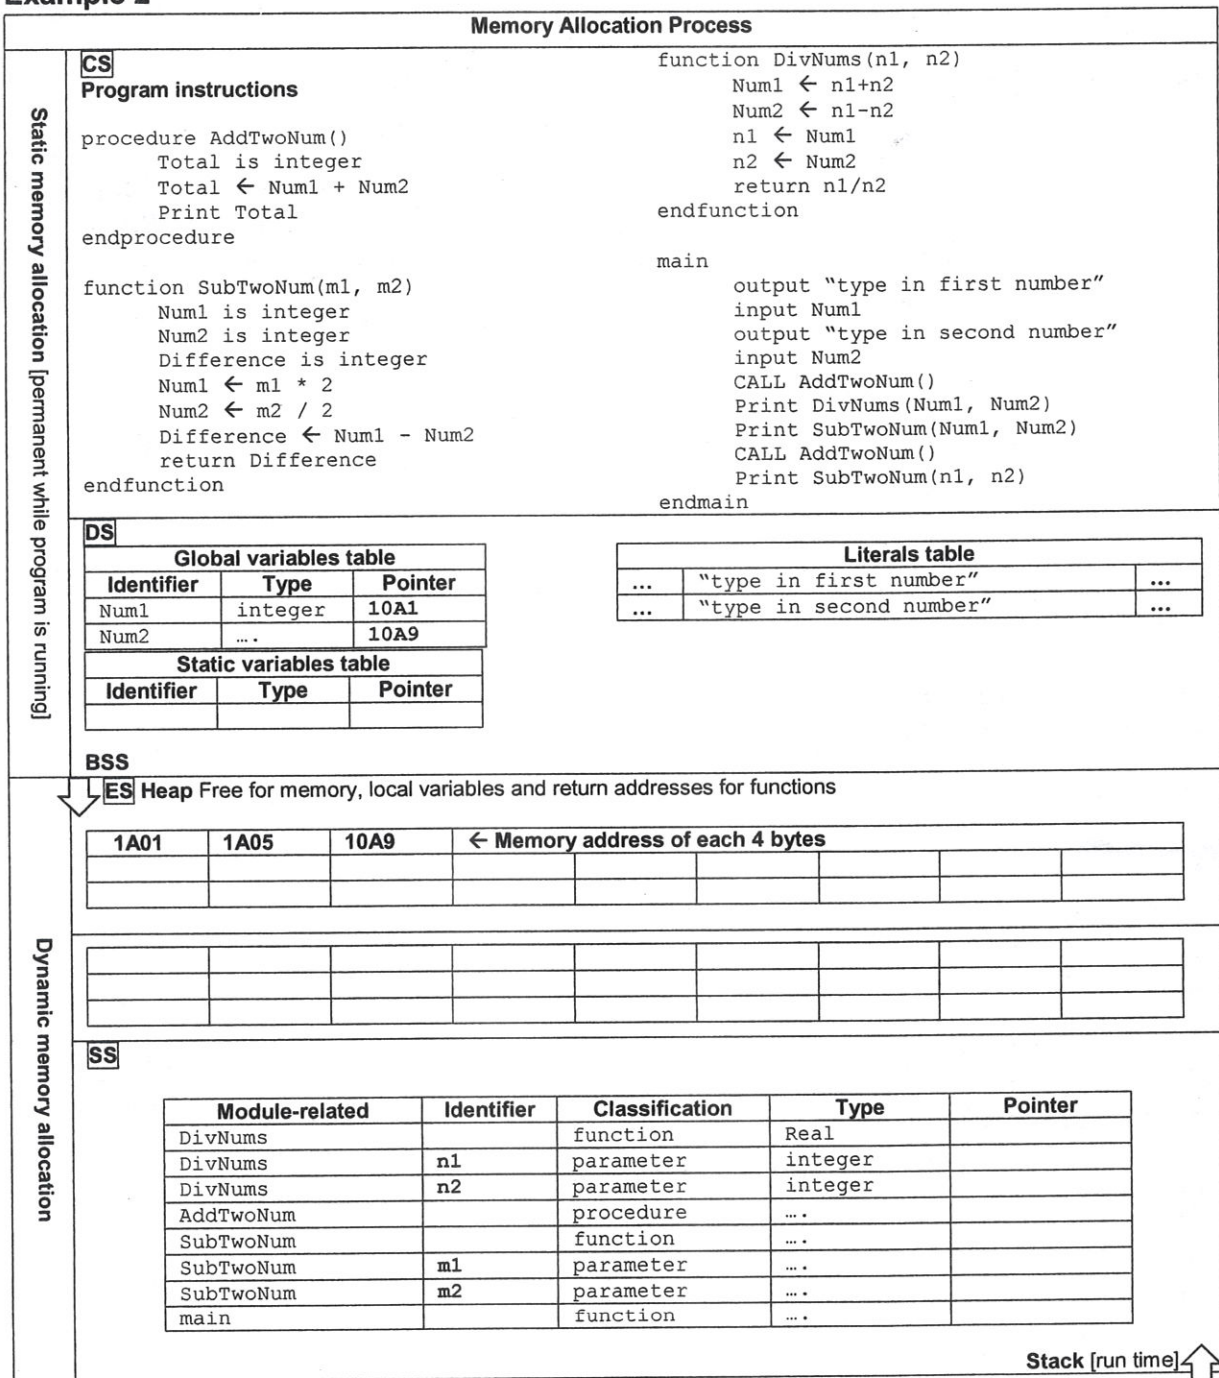 Memory Allocation Process
Static memory allocation [permanent while program is running]
CS
Program instructions
procedure AddTwoNum()
Total is integer
Total ← Num1 + Num2
Print Total
endprocedure
function SubTwoNum(m1, m2)
Num1 is integer
Num2 is integer
Difference is integer
Num1 ← m1 * 2
Num2 ← m2 / 2
Difference ← Num1 - Num2
return Difference
endfunction
function DivNums(n1, n2)
Num1 ← n1+n2
Num2 ← n1-n2
n1 ← Num1
n2 ← Num2
return n1/n2
endfunction
main
output "type in first number"
input Num1
output "type in second number"
input Num2
CALL AddTwoNum()
Print DivNums(Num1, Num2)
Print SubTwoNum(Num1, Num2)
CALL AddTwoNum()
Print SubTwoNum(n1, n2)
endmain
DS
Global variables table
Identifier Type Pointer
Num1 integer 10A1
Num2 .... 10A9
Static variables table
Identifier Type Pointer
Literals table
... "type in first number" ...
... "type in second number" ...
BSS
Dynamic memory allocation
ES Heap Free for memory, local variables and return addresses for functions
1A01 1A05 10A9 ← Memory address of each 4 bytes
SS
Module-related Identifier Classification Type Pointer
DivNums function Real
DivNums n1 parameter integer
DivNums n2 parameter integer
AddTwoNum procedure ....
SubTwoNum function ....
SubTwoNum m1 parameter ....
SubTwoNum m2 parameter ....
main function ....
Stack [run time]